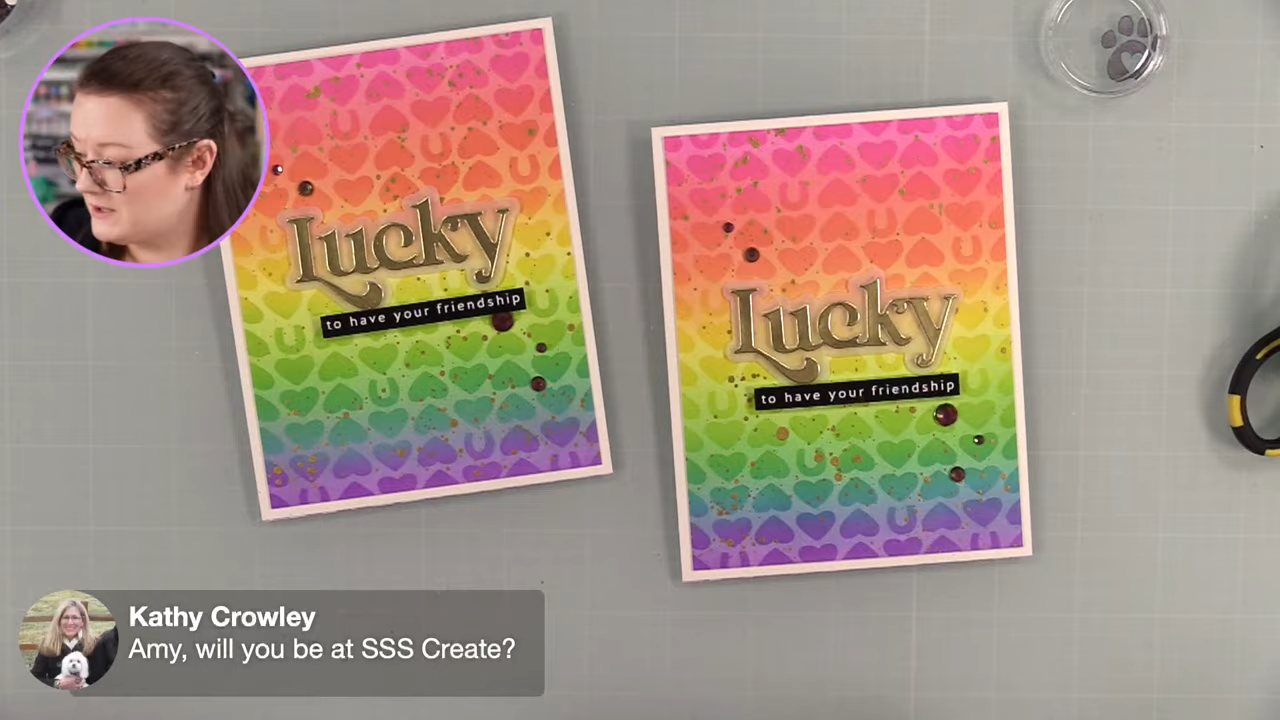 Lucky
to have your friendship
Lucky
to have your friendship
Kathy Crowley
Amy, will you be at SSS Create?